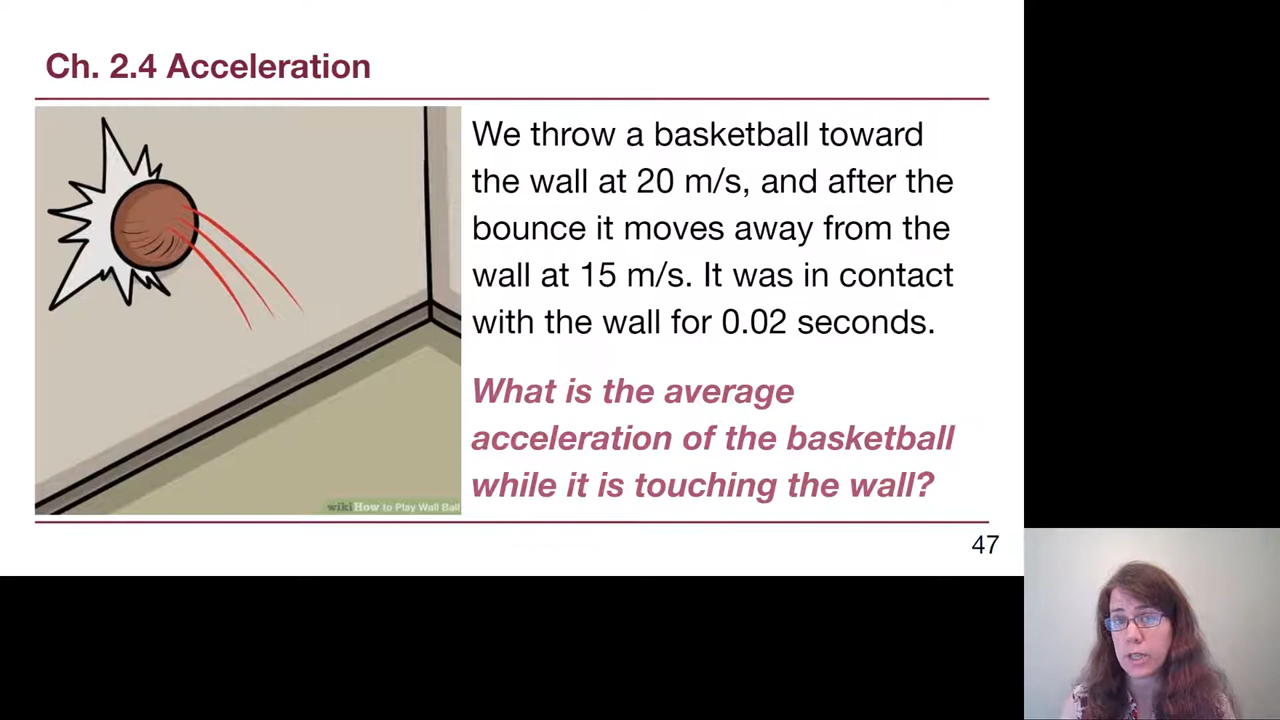 Ch. 2.4 Acceleration
We throw a basketball toward
the wall at 20 m/s, and after the
bounce it moves away from the
wall at 15 m/s. It was in contact
with the wall for 0.02 seconds.
What is the average
acceleration of the basketball
while it is touching the wall?
wikiHow to Play Wall Ball
47